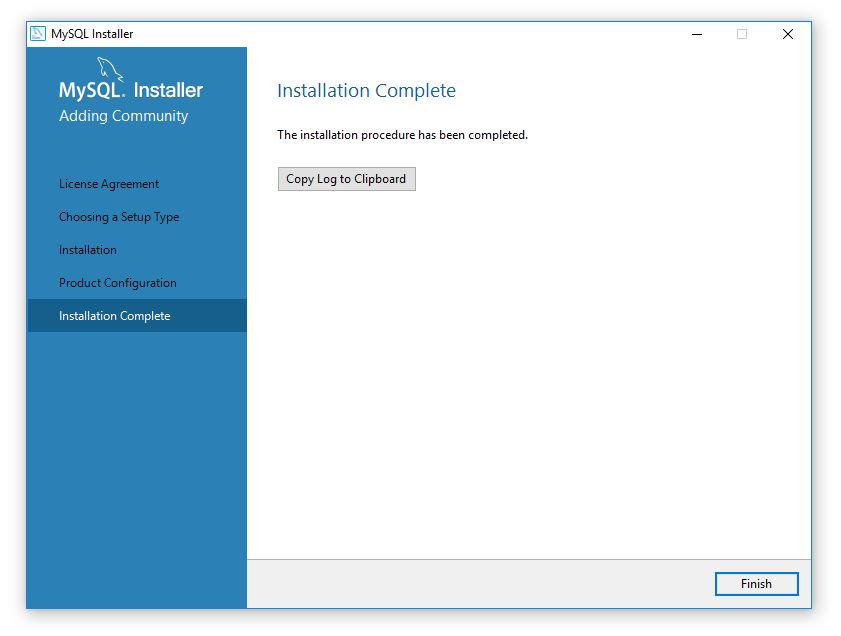 MySQL Installer
MySQL. Installer
Adding Community
License Agreement
Choosing a Setup Type
Installation
Product Configuration
Installation Complete
Installation Complete
The installation procedure has been completed.
Copy Log to Clipboard
Finish